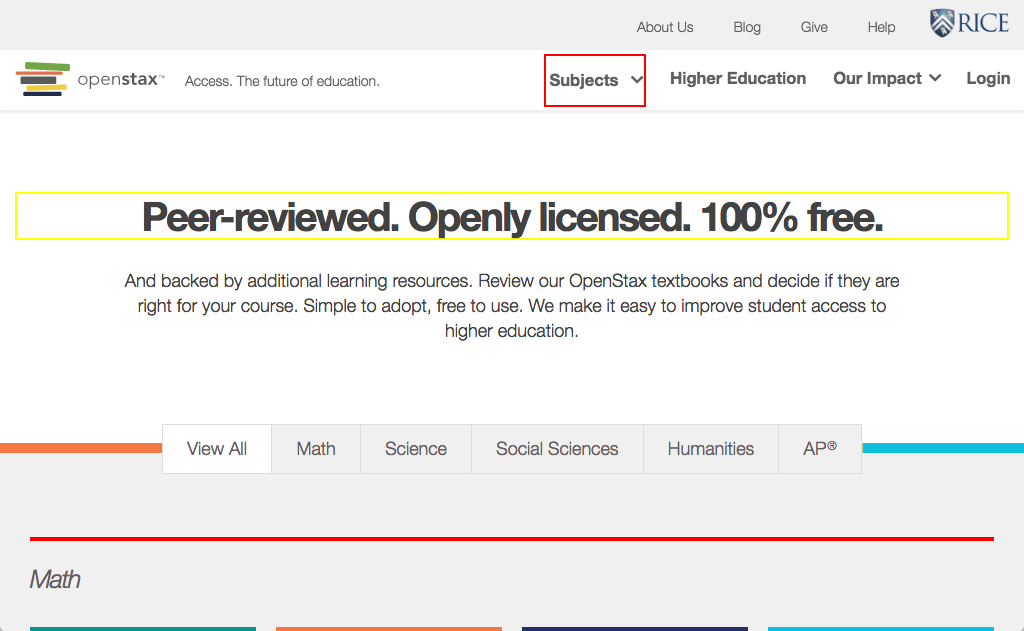 About Us Blog Give Help RICE
openstax™ Access. The future of education. Subjects Higher Education Our Impact Login
Peer-reviewed. Openly licensed. 100% free.
And backed by additional learning resources. Review our OpenStax textbooks and decide if they are
right for your course. Simple to adopt, free to use. We make it easy to improve student access to
higher education.
View All Math Science Social Sciences Humanities AP®
Math